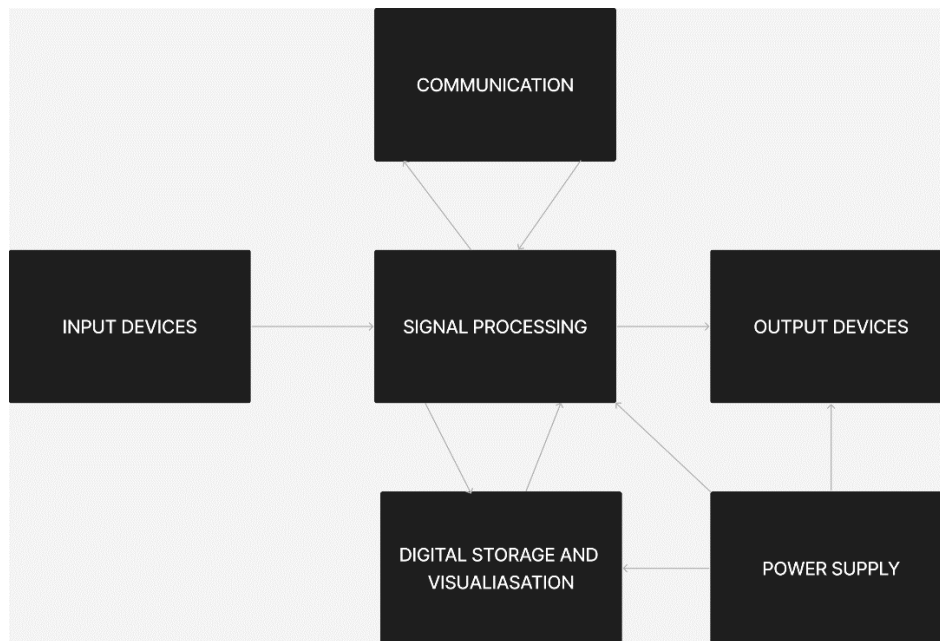 COMMUNICATION
INPUT DEVICES
SIGNAL PROCESSING
OUTPUT DEVICES
DIGITAL STORAGE AND
VISUALIASATION
POWER SUPPLY